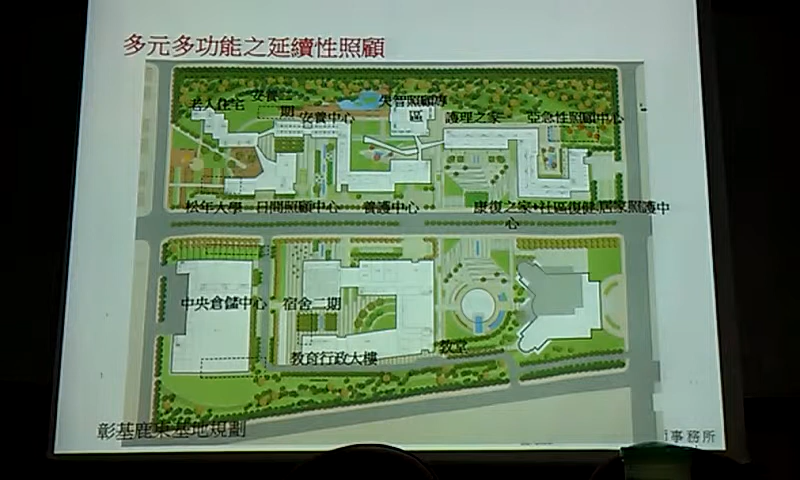 多元多功能之延續性照顧
老人住宅
安養二期
安養中心
失智照顧專區
護理之家
亞急性照顧中心
松年大學
日間照顧中心
養護中心
康復之家+社區復健
居家照護中心
中央倉儲中心
宿舍二期
教育行政大樓
教堂
彰基鹿東基地規劃
事務所